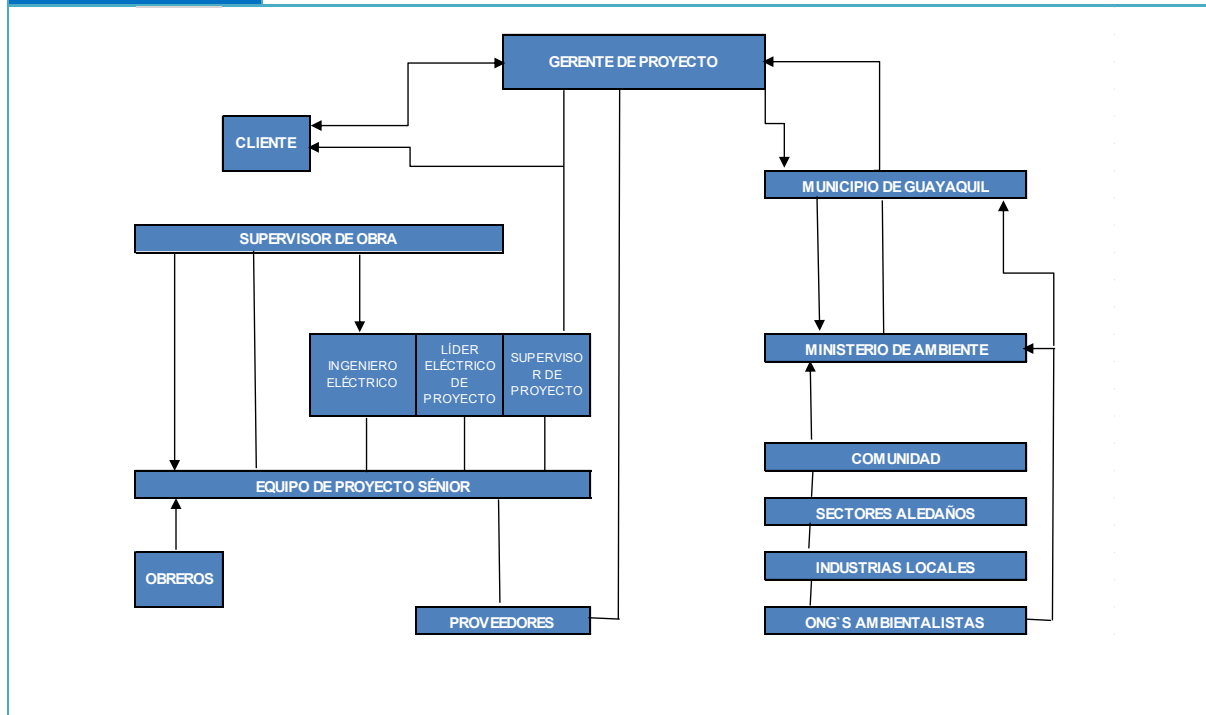 GERENTE DE PROYECTO
CLIENTE
MUNICIPIO DE GUAYAQUIL
SUPERVISOR DE OBRA
INGENIERO
ELÉCTRICO
LÍDER
ELÉCTRICO
DE
PROYECTO
SUPERVISO
R DE
PROYECTO
MINISTERIO DE AMBIENTE
COMUNIDAD
EQUIPO DE PROYECTO SÉNIOR
SECTORES ALEDAÑOS
OBREROS
INDUSTRIAS LOCALES
PROVEEDORES
ONG`S AMBIENTALISTAS